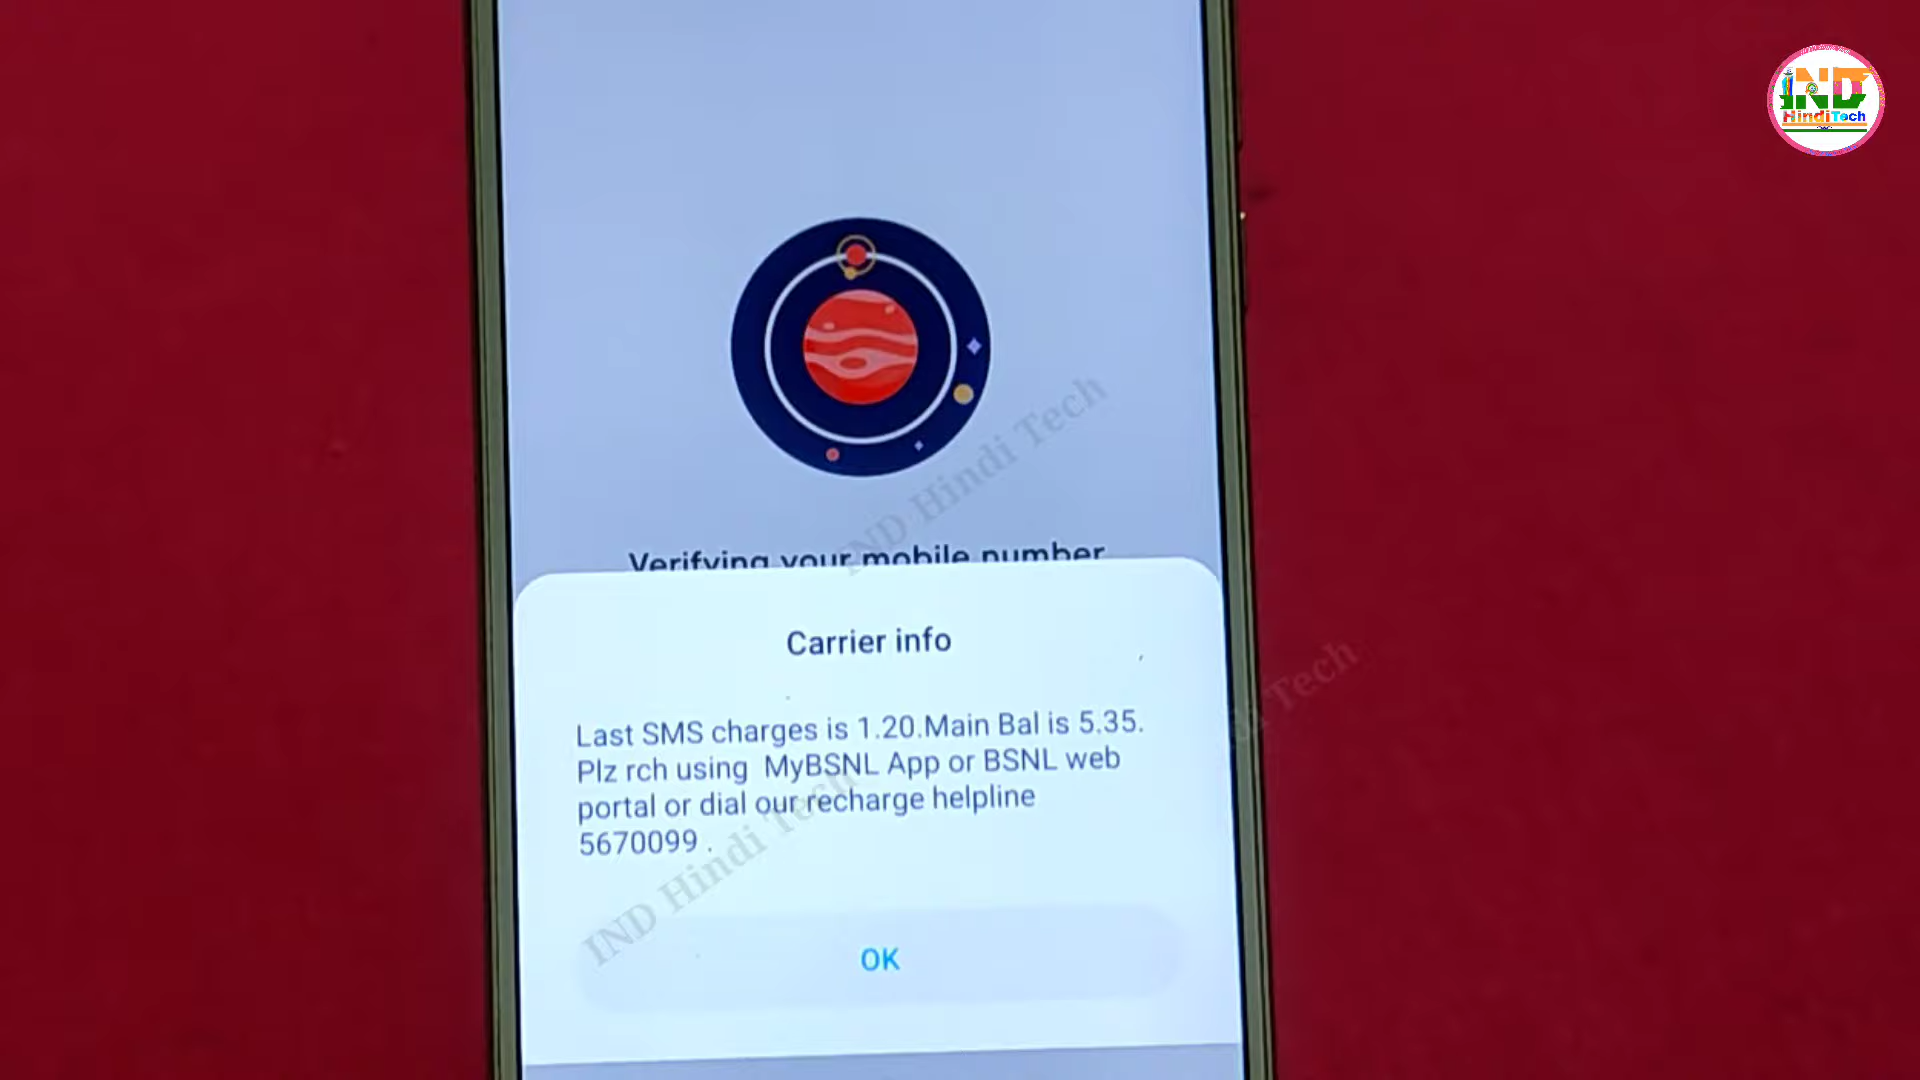 IND
HindiTech
Verifying your mobile number
Carrier info
Last SMS charges is 1.20.Main Bal is 5.35.
Plz rch using  MyBSNL App or BSNL web
portal or dial our recharge helpline
5670099 .
OK
IND Hindi Tech
IND Hindi Tech
Hindi Tech